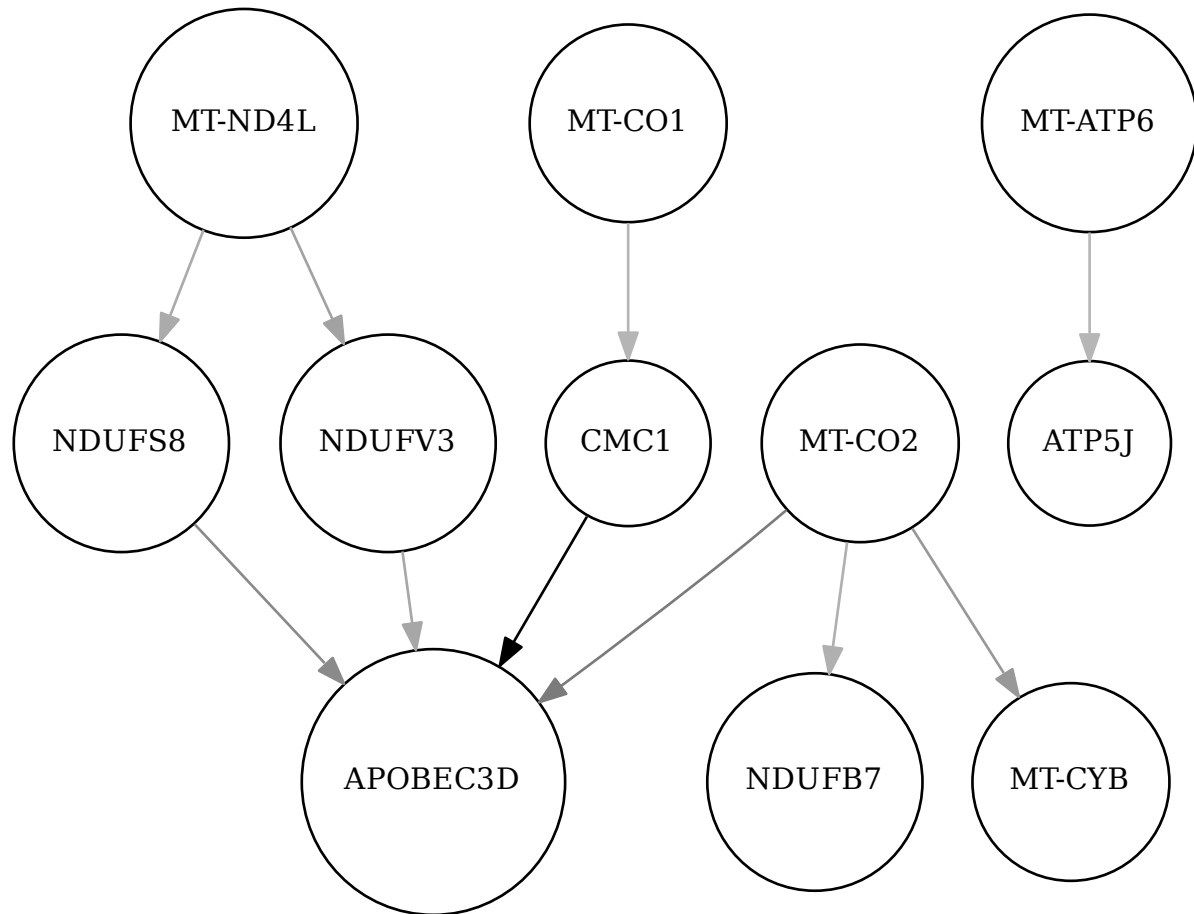 MT-ND4L
MT-CO1
MT-ATP6
NDUFS8
NDUFV3
CMC1
MT-CO2
ATP5J
APOBEC3D
NDUFB7
MT-CYB